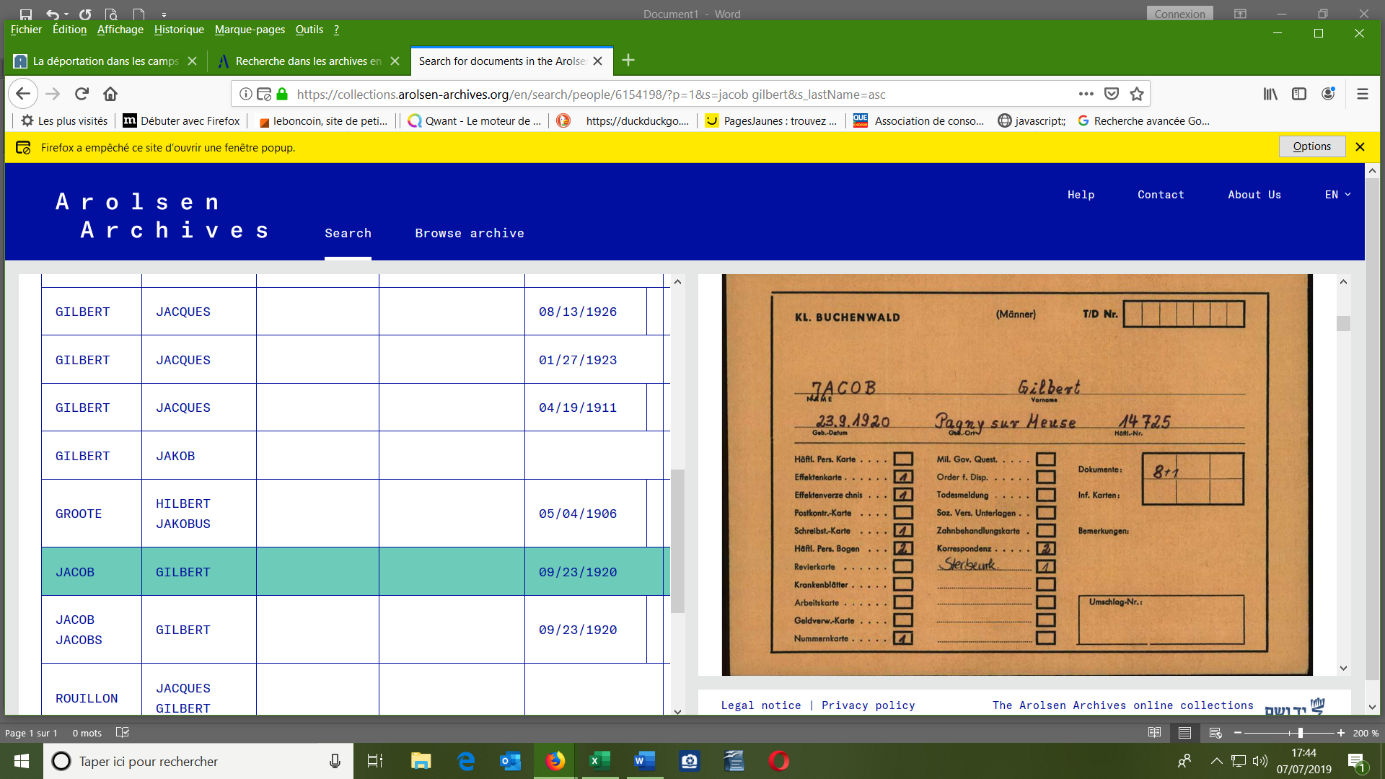 Document1 - Word
Connexion
Fichier Édition Affichage Historique Marque-pages Outils ?
La déportation dans les camps
Recherche dans les archives en
Search for documents in the Arolse
https://collections.arolsen-archives.org/en/search/people/6154198/?p=1&s=jacob gilbert&s_lastName=asc
Les plus visités
Débuter avec Firefox
leboncoin, site de peti...
Qwant - Le moteur de ...
https://duckduckgo....
PagesJaunes : trouvez ...
Association de conso...
javascript:;
Recherche avancée Go...
Firefox a empêché ce site d'ouvrir une fenêtre popup.
Options
Arolsen
Archives
Search
Browse archive
Help
Contact
About Us
EN
GILBERT JACQUES 08/13/1926
GILBERT JACQUES 01/27/1923
GILBERT JACQUES 04/19/1911
GILBERT JAKOB
GROOTE HILBERT JAKOBUS 05/04/1906
JACOB GILBERT 09/23/1920
JACOB JACOBS GILBERT 09/23/1920
ROUILLON JACQUES GILBERT
KL. BUCHENWALD (Männer) T/D Nr.
JACOB Gilbert
NAME Vorname
23.9.1920 Pagny sur Meuse 14725
Geb.-Datum Geb.-Ort Häftl.-Nr.
Häftl. Pers. Karte . . . . Mil. Gov. Quest. . . . . .
Effektenkarte . . . . . . 1 Order f. Disp. . . . . .
Effektenverzeichnis . . . . 1 Todesmeldung . . . . .
Postkontr.-Karte . . . . Soz. Vers. Unterlagen . .
Schreibst.-Karte . . . . 1 Zahnbehandlungskarte .
Häftl. Pers. Bogen . . . . 2 Korrespondenz . . . . . 2
Revierkarte . . . . . . Sterbeurk. 1
Krankenblätter . . . . .
Arbeitskarte . . . . . .
Geldverw.-Karte . . . .
Nummernkarte . . . . . 1
Dokumente: 8+1
Inf. Karten:
Bemerkungen:
Umschlag-Nr.:
Legal notice | Privacy policy
The Arolsen Archives online collections
Page 1 sur 1 0 mots
200 %
Taper ici pour rechercher
17:44
07/07/2019
1